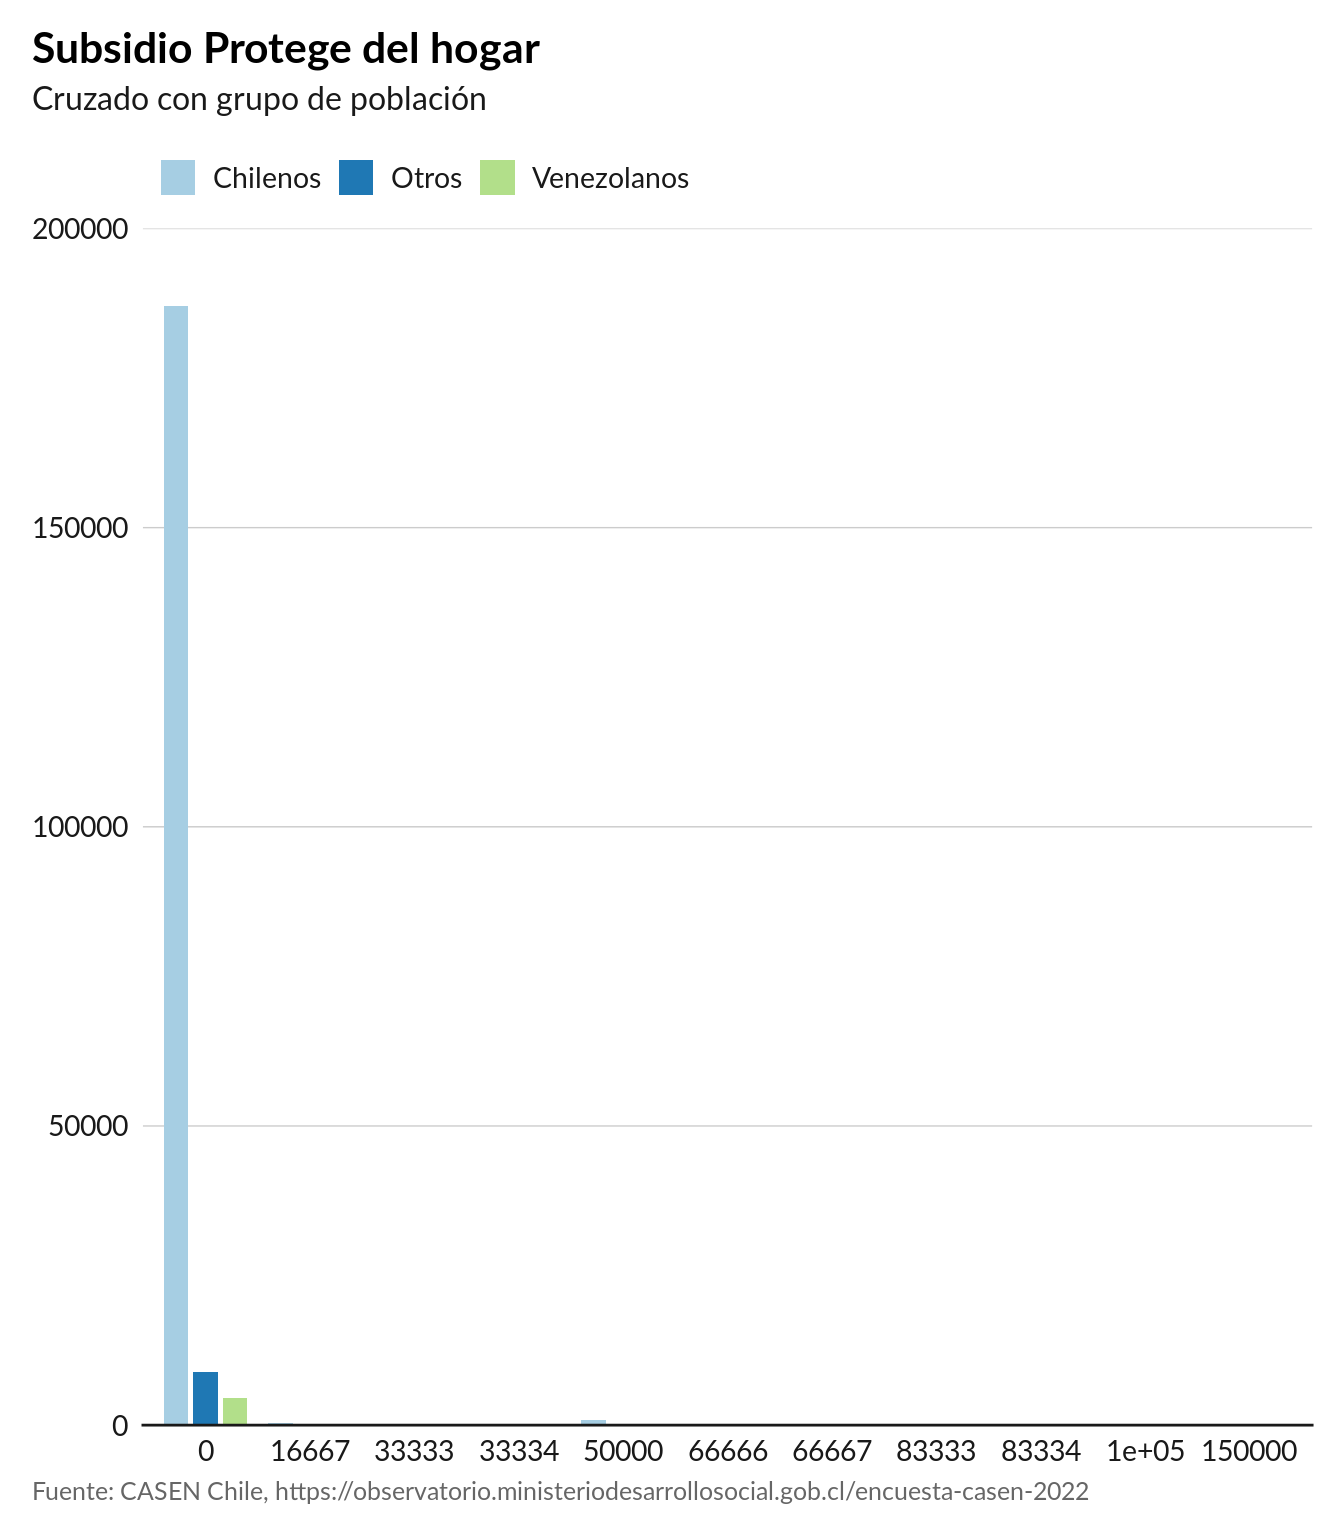 Subsidio Protege del hogar
Cruzado con grupo de población
Chilenos Otros Venezolanos
200000
150000
100000
50000
0
0 16667 33333 33334 50000 66666 66667 83333 83334 1e+05 150000
Fuente: CASEN Chile, https://observatorio.ministeriodesarrollosocial.gob.cl/encuesta-casen-2022